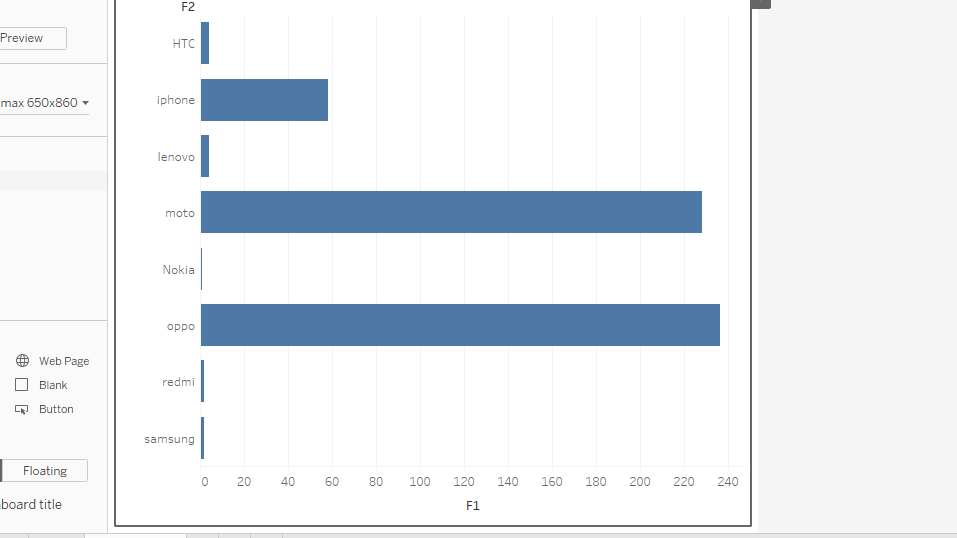 F2
Preview
HTC
max 650x860
iphone
lenovo
moto
Nokia
oppo
Web Page
redmi
Blank
Button
samsung
Floating
0 20 40 60 80 100 120 140 160 180 200 220 240
board title
F1